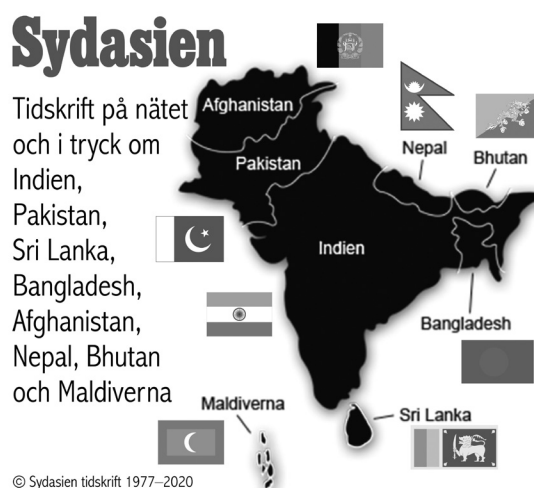 Sydasien
Tidskrift på nätet
och i tryck om
Indien,
Pakistan,
Sri Lanka,
Bangladesh,
Afghanistan,
Nepal, Bhutan
och Maldiverna
© Sydasien tidskrift 1977–2020
Afghanistan
Pakistan
Nepal
Bhutan
Indien
Bangladesh
Maldiverna
Sri Lanka